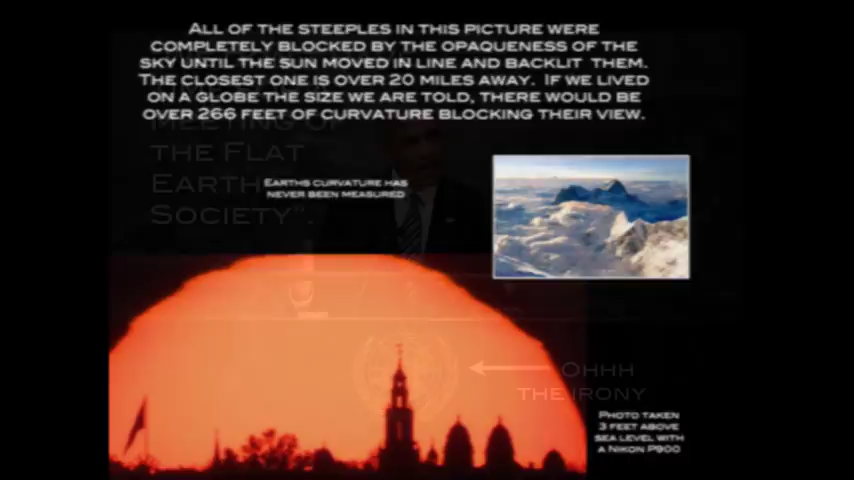 ALL OF THE STEEPLES IN THIS PICTURE WERE
COMPLETELY BLOCKED BY THE OPAQUENESS OF THE
SKY UNTIL THE SUN MOVED IN LINE AND BACKLIT THEM.
THE CLOSEST ONE IS OVER 20 MILES AWAY. IF WE LIVED
ON A GLOBE THE SIZE WE ARE TOLD, THERE WOULD BE
OVER 266 FEET OF CURVATURE BLOCKING THEIR VIEW.
MEETING OF
THE FLAT
EARTH
SOCIETY".
EARTHS CURVATURE HAS
NEVER BEEN MEASURED
OHHH
THE IRONY
PHOTO TAKEN
3 FEET ABOVE
SEA LEVEL WITH
A NIKON P900